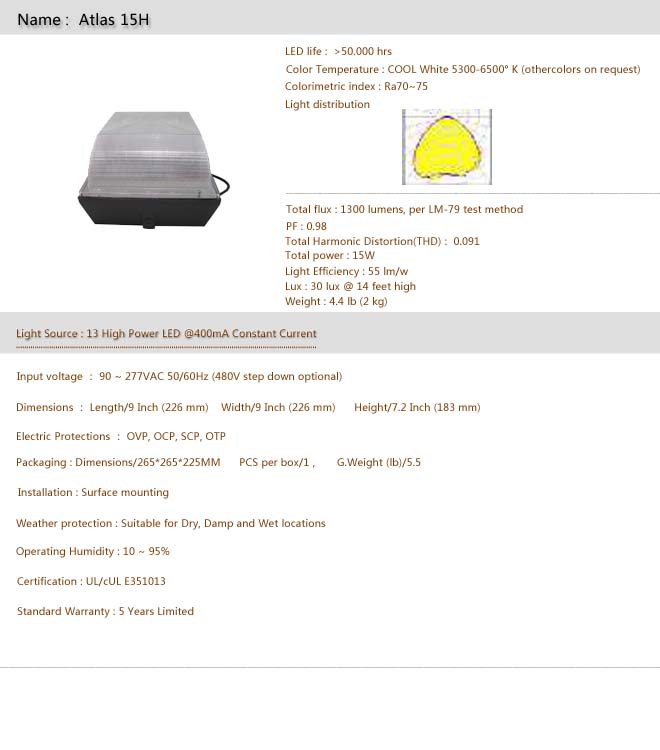 Name : Atlas 15H
LED life : >50.000 hrs
Color Temperature : COOL White 5300-6500° K (othercolors on request)
Colorimetric index : Ra70~75
Light distribution
Total flux : 1300 lumens, per LM-79 test method
PF : 0.98
Total Harmonic Distortion(THD) : 0.091
Total power : 15W
Light Efficiency : 55 lm/w
Lux : 30 lux @ 14 feet high
Weight : 4.4 lb (2 kg)
Light Source : 13 High Power LED @400mA Constant Current
Input voltage : 90 ~ 277VAC 50/60Hz (480V step down optional)
Dimensions : Length/9 Inch (226 mm) Width/9 Inch (226 mm) Height/7.2 Inch (183 mm)
Electric Protections : OVP, OCP, SCP, OTP
Packaging : Dimensions/265*265*225MM PCS per box/1 , G.Weight (lb)/5.5
Installation : Surface mounting
Weather protection : Suitable for Dry, Damp and Wet locations
Operating Humidity : 10 ~ 95%
Certification : UL/cUL E351013
Standard Warranty : 5 Years Limited